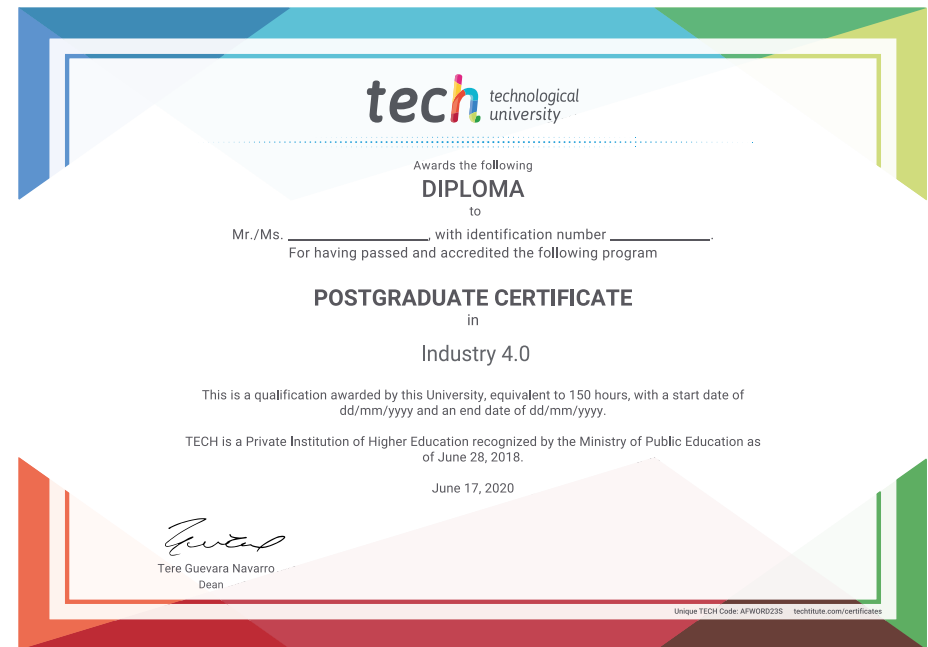 tech technological
university
Awards the following
DIPLOMA
to
Mr./Ms. ____________________, with identification number ______________.
For having passed and accredited the following program
POSTGRADUATE CERTIFICATE
in
Industry 4.0
This is a qualification awarded by this University, equivalent to 150 hours, with a start date of
dd/mm/yyyy and an end date of dd/mm/yyyy.
TECH is a Private Institution of Higher Education recognized by the Ministry of Public Education as
of June 28, 2018.
June 17, 2020
Tere Guevara Navarro
Dean
Unique TECH Code: AFWORD23S techtitute.com/certificates